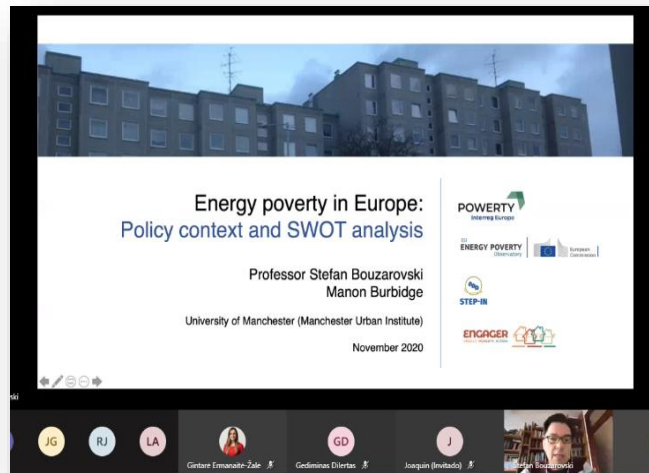 Energy poverty in Europe:
Policy context and SWOT analysis
Professor Stefan Bouzarovski
Manon Burbidge
University of Manchester (Manchester Urban Institute)
November 2020
POWERTY
Interreg Europe
EU
ENERGY POVERTY
Observatory
European
Commission
STEP-IN
ENGAGER
ski
JG
RJ
LA
GD
J
Gintarė Ermanaitė-Žalė
Gediminas Dilertas
Joaquin (Invitado)
Stefan Bouzarovski